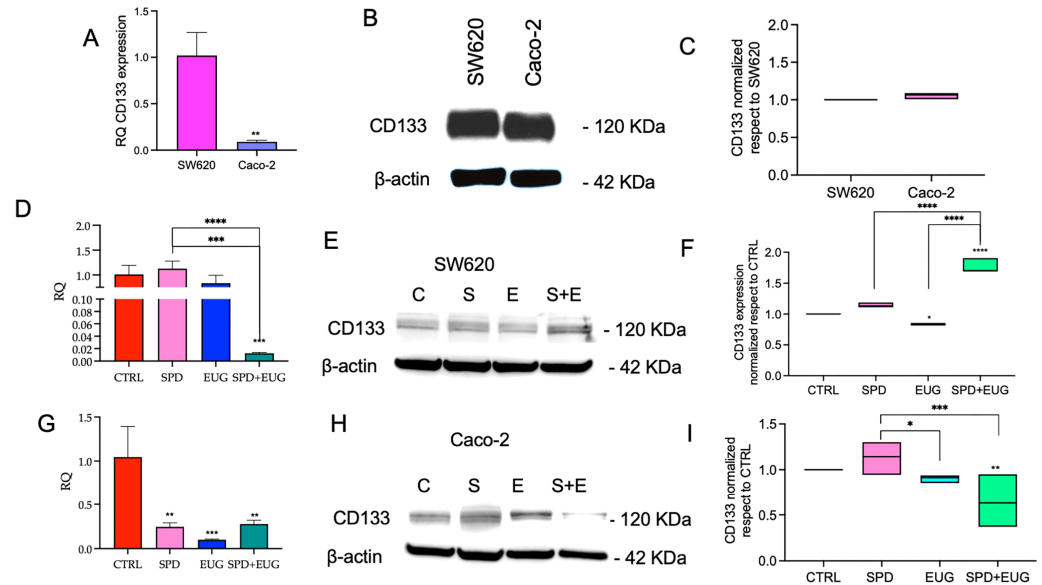 A
RQ CD133 expression
1.5
1.0
0.5
0.0
**
SW620
Caco-2
B
SW620
Caco-2
CD133
- 120 KDa
β-actin
- 42 KDa
C
CD133 normalized
respect to SW620
2.0
1.5
1.0
0.5
0.0
SW620
Caco-2
D
RQ
2.0
1.5
1.0
0.5
0.10
0.08
0.06
0.04
0.02
0.00
****
***
***
CTRL
SPD
EUG
SPD+EUG
E
SW620
C
S
E
S+E
CD133
- 120 KDa
β-actin
- 42 KDa
F
CD133 expression
normalized respect to CTRL
2.0
1.5
1.0
0.5
0.0
****
****
****
*
CTRL
SPD
EUG
SPD+EUG
G
RQ
1.5
1.0
0.5
0.0
**
***
**
CTRL
SPD
EUG
SPD+EUG
H
Caco-2
C
S
E
S+E
CD133
- 120 KDa
β-actin
- 42 KDa
I
CD133 normalized
respect to CTRL
1.5
1.0
0.5
0.0
***
*
**
CTRL
SPD
EUG
SPD+EUG